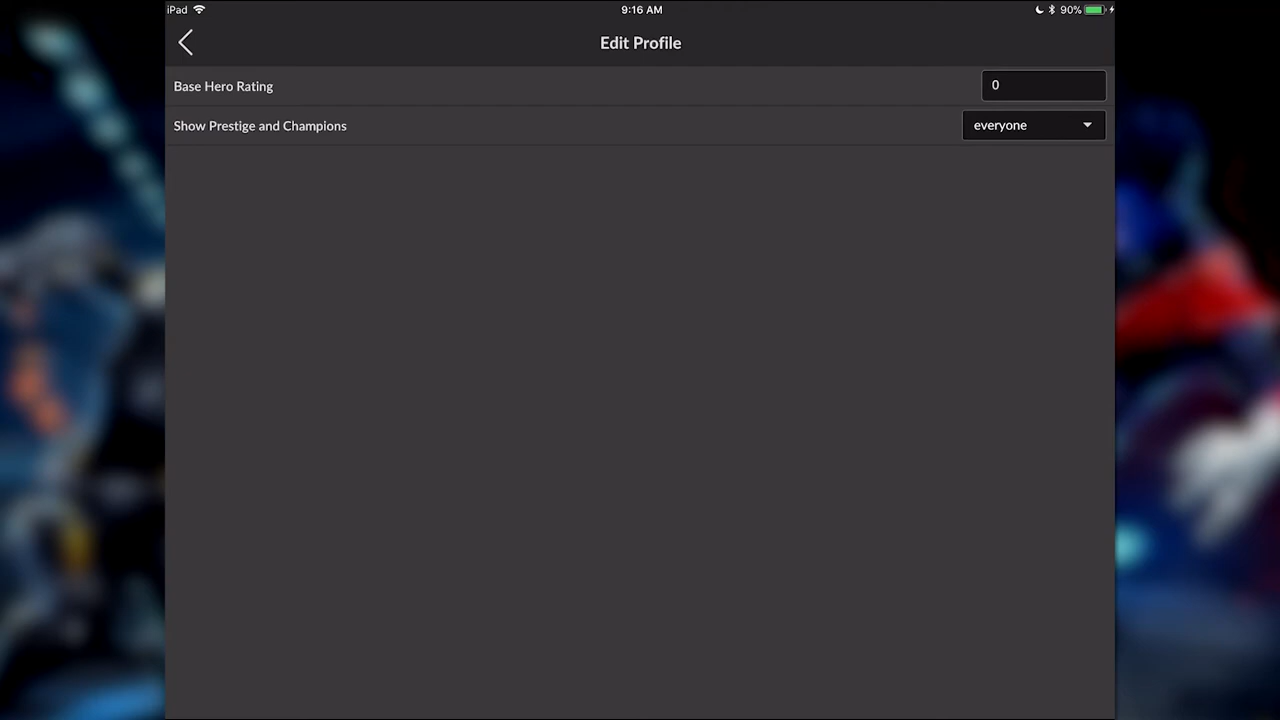 iPad 9:16 AM 90%
Edit Profile
Base Hero Rating 0
Show Prestige and Champions everyone